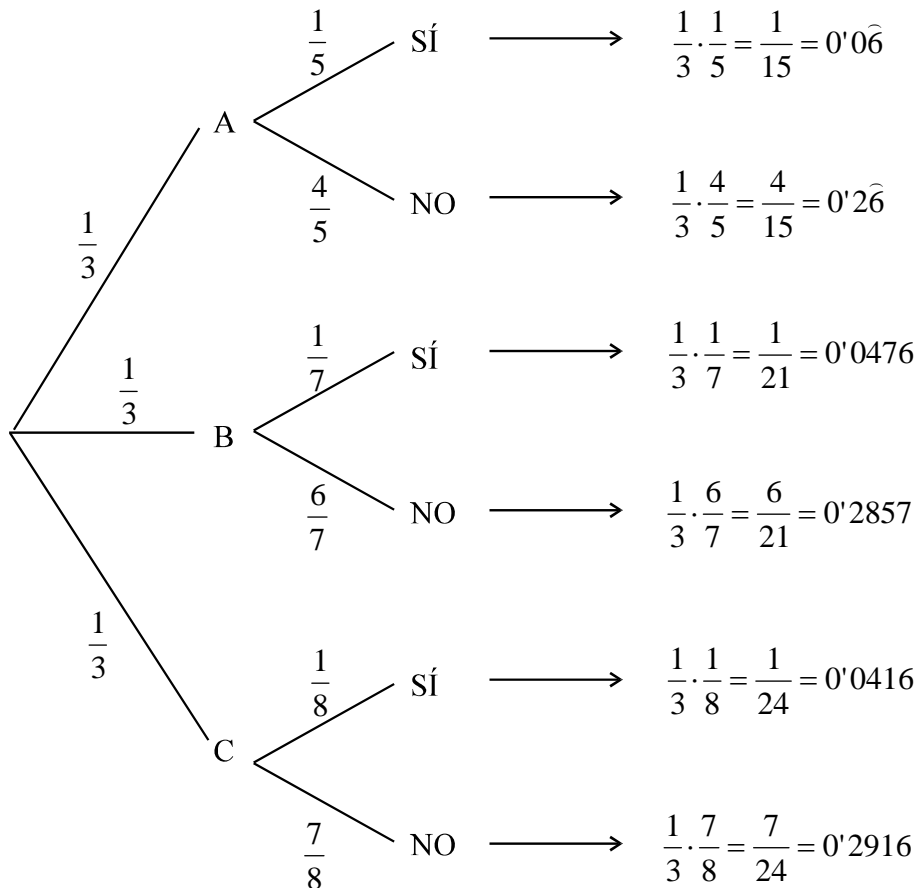 1/5 SÍ 1/3 · 1/5 = 1/15 = 0'06̑
A
4/5 NO 1/3 · 4/5 = 4/15 = 0'26̑
1/3
1/7 SÍ 1/3 · 1/7 = 1/21 = 0'0476
1/3 B
6/7 NO 1/3 · 6/7 = 6/21 = 0'2857
1/3
1/8 SÍ 1/3 · 1/8 = 1/24 = 0'0416
C
7/8 NO 1/3 · 7/8 = 7/24 = 0'2916